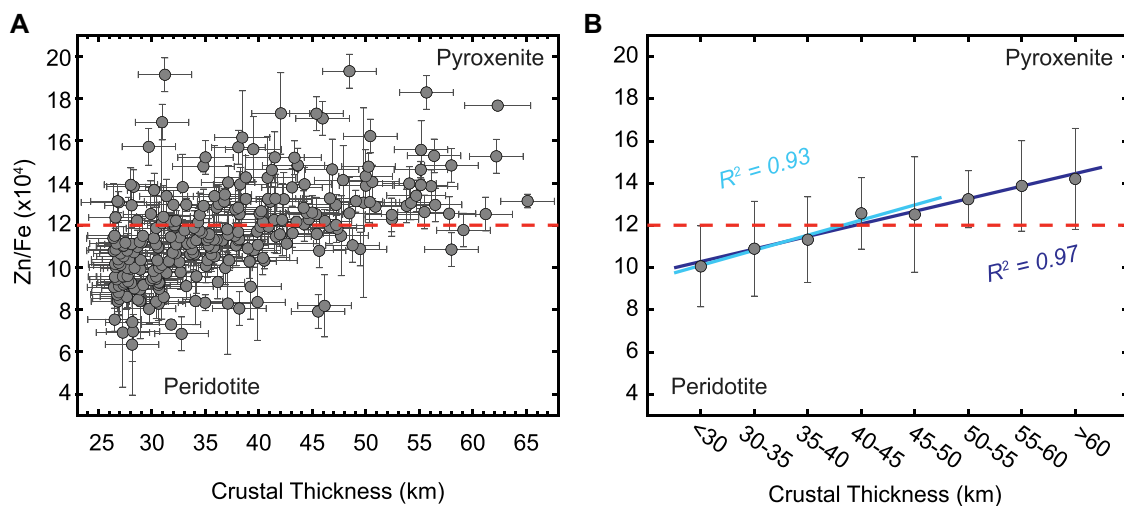 A
Zn/Fe (x10⁴)
20
18
16
14
12
10
8
6
4
Pyroxenite
Peridotite
25 30 35 40 45 50 55 60 65
Crustal Thickness (km)
B
20
18
16
14
12
10
8
6
4
Pyroxenite
R² = 0.93
R² = 0.97
Peridotite
<30 30-35 35-40 40-45 45-50 50-55 55-60 >60
Crustal Thickness (km)